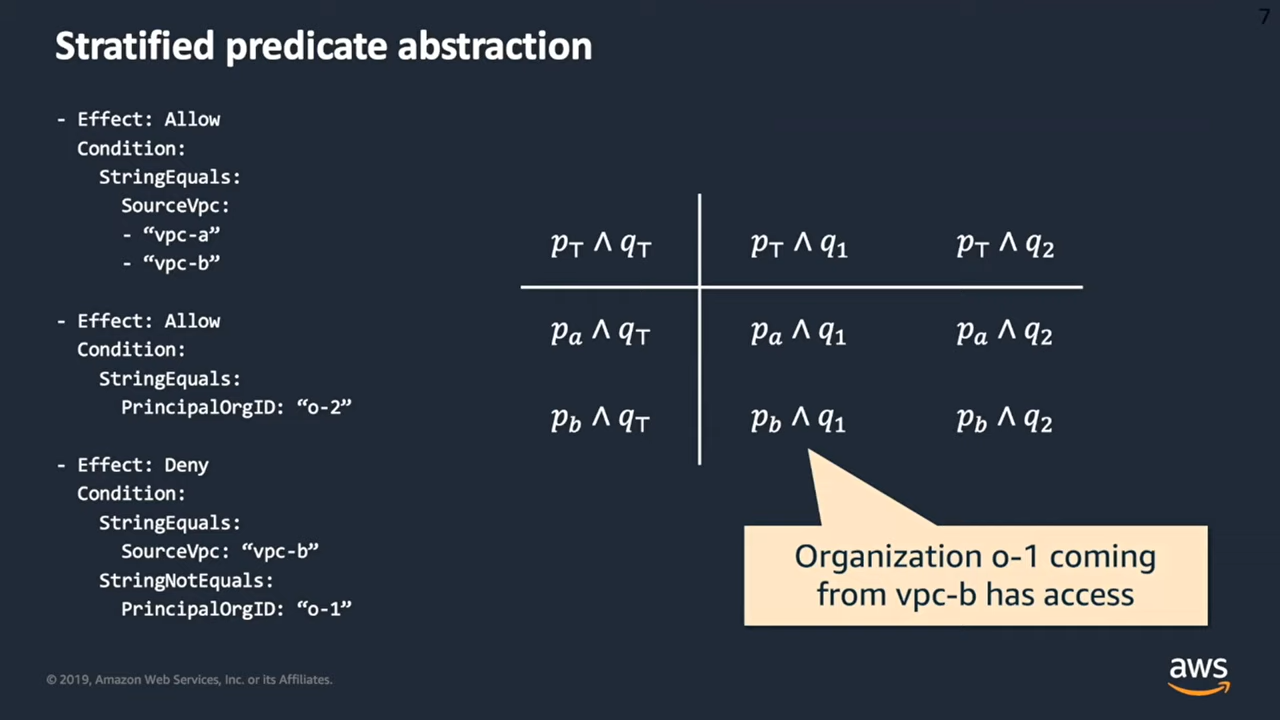 7
Stratified predicate abstraction
- Effect: Allow
Condition:
StringEquals:
SourceVpc:
- “vpc-a”
- “vpc-b”
- Effect: Allow
Condition:
StringEquals:
PrincipalOrgID: “o-2”
- Effect: Deny
Condition:
StringEquals:
SourceVpc: “vpc-b”
StringNotEquals:
PrincipalOrgID: “o-1”
p⊤ ∧ q⊤ p⊤ ∧ q₁ p⊤ ∧ q₂
pₐ ∧ q⊤ pₐ ∧ q₁ pₐ ∧ q₂
p_b ∧ q⊤ p_b ∧ q₁ p_b ∧ q₂
Organization o-1 coming
from vpc-b has access
© 2019, Amazon Web Services, Inc. or its Affiliates.
aws